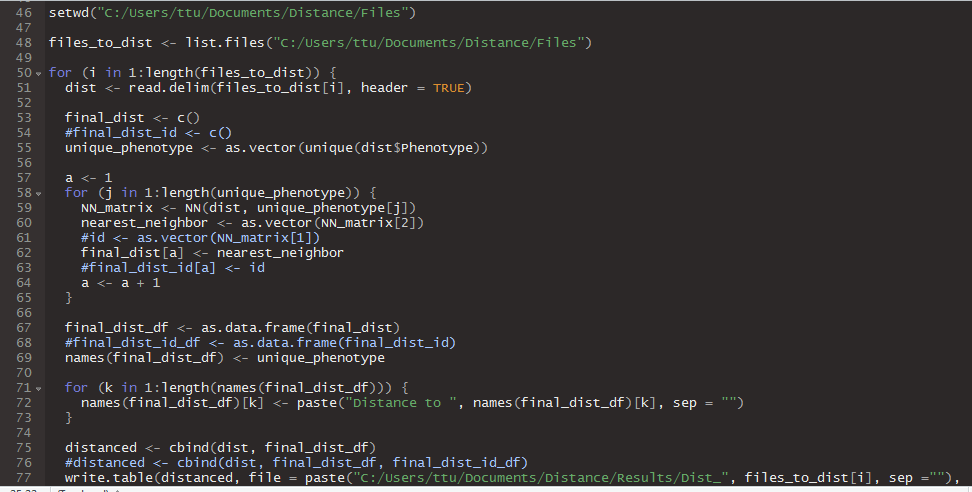 46 setwd("C:/Users/ttu/Documents/Distance/Files")
47
48 files_to_dist <- list.files("C:/Users/ttu/Documents/Distance/Files")
49
50 for (i in 1:length(files_to_dist)) {
51 dist <- read.delim(files_to_dist[i], header = TRUE)
52
53 final_dist <- c()
54 #final_dist_id <- c()
55 unique_phenotype <- as.vector(unique(dist$Phenotype))
56
57 a <- 1
58 for (j in 1:length(unique_phenotype)) {
59 NN_matrix <- NN(dist, unique_phenotype[j])
60 nearest_neighbor <- as.vector(NN_matrix[2])
61 #id <- as.vector(NN_matrix[1])
62 final_dist[a] <- nearest_neighbor
63 #final_dist_id[a] <- id
64 a <- a + 1
65 }
66
67 final_dist_df <- as.data.frame(final_dist)
68 #final_dist_id_df <- as.data.frame(final_dist_id)
69 names(final_dist_df) <- unique_phenotype
70
71 for (k in 1:length(names(final_dist_df))) {
72 names(final_dist_df)[k] <- paste("Distance to ", names(final_dist_df)[k], sep = "")
73 }
74
75 distanced <- cbind(dist, final_dist_df)
76 #distanced <- cbind(dist, final_dist_df, final_dist_id_df)
77 write.table(distanced, file = paste("C:/Users/ttu/Documents/Distance/Results/Dist_", files_to_dist[i], sep =""),